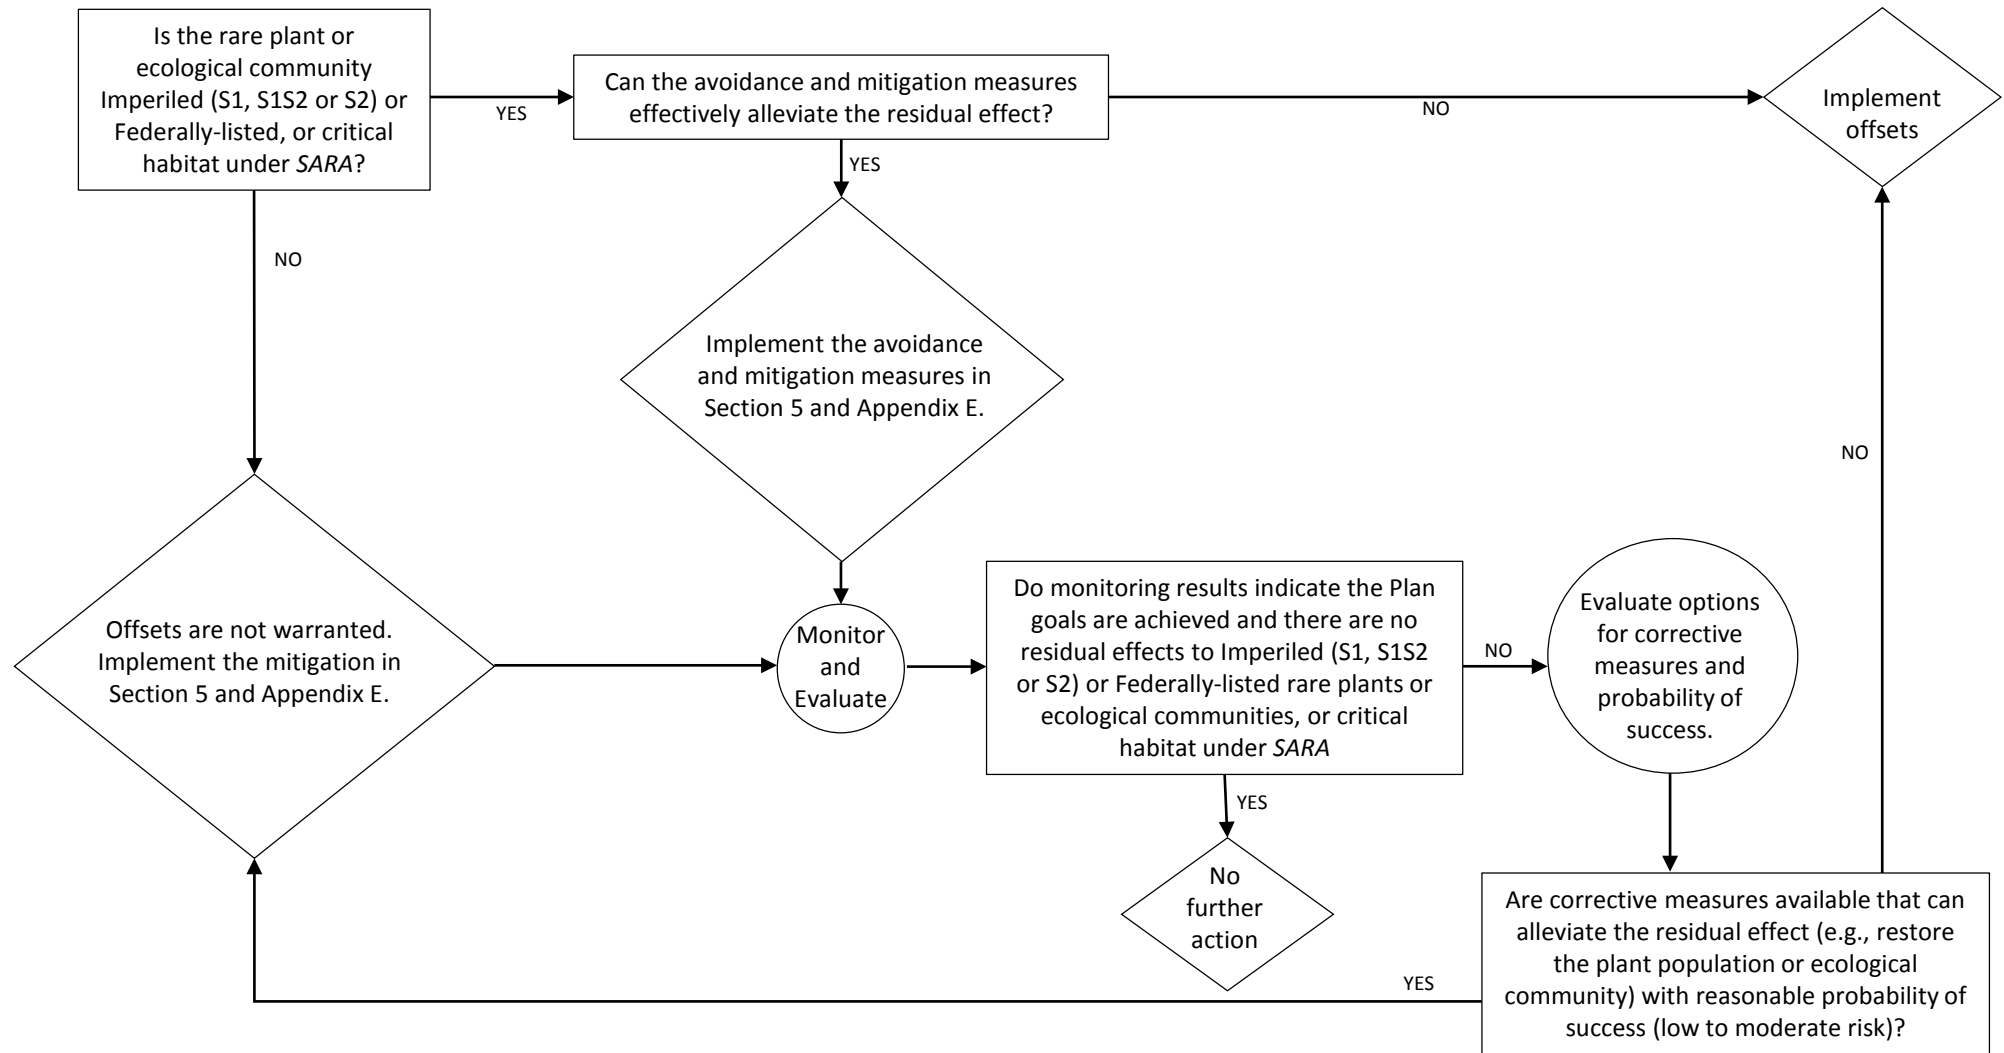 Is the rare plant or
ecological community
Imperiled (S1, S1S2 or S2) or
Federally-listed, or critical
habitat under SARA?
YES
Can the avoidance and mitigation measures
effectively alleviate the residual effect?
NO
Implement
offsets
YES
NO
Implement the avoidance
and mitigation measures in
Section 5 and Appendix E.
NO
Offsets are not warranted.
Implement the mitigation in
Section 5 and Appendix E.
Monitor
and
Evaluate
Do monitoring results indicate the Plan
goals are achieved and there are no
residual effects to Imperiled (S1, S1S2
or S2) or Federally-listed rare plants or
ecological communities, or critical
habitat under SARA
NO
Evaluate options
for corrective
measures and
probability of
success.
YES
No
further
action
Are corrective measures available that can
alleviate the residual effect (e.g., restore
the plant population or ecological
community) with reasonable probability of
success (low to moderate risk)?
YES